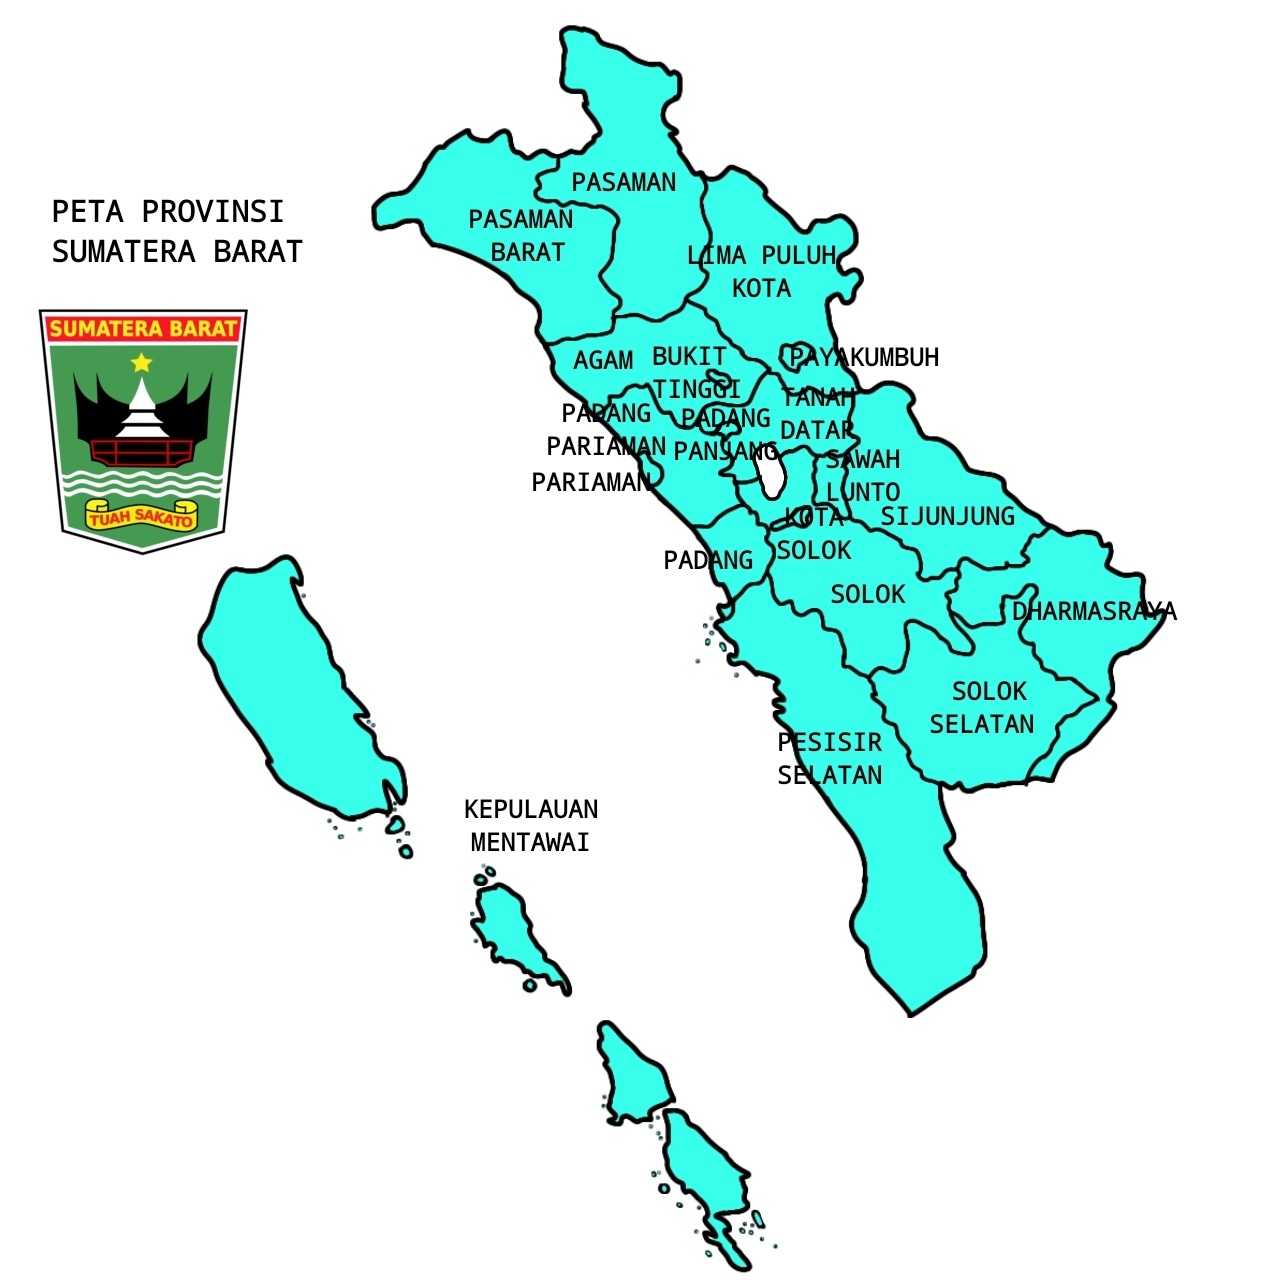 PETA PROVINSI
SUMATERA BARAT
SUMATERA BARAT
TUAH SAKATO
PASAMAN
PASAMAN
BARAT
LIMA PULUH
KOTA
AGAM
BUKIT
TINGGI
PAYAKUMBUH
TANAH
DATAR
PADANG
PARIAMAN
PADANG
PANJANG
PARIAMAN
SAWAH
LUNTO
SIJUNJUNG
KOTA
SOLOK
PADANG
SOLOK
DHARMASRAYA
SOLOK
SELATAN
PESISIR
SELATAN
KEPULAUAN
MENTAWAI